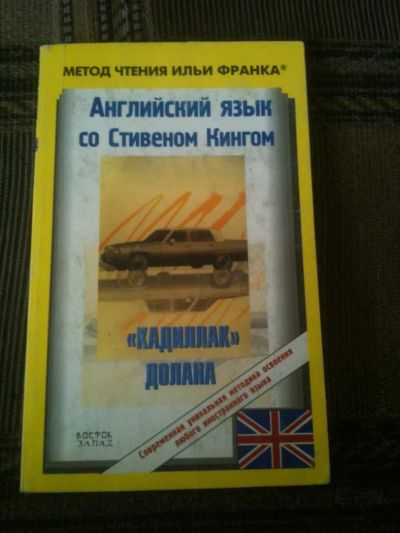 МЕТОД ЧТЕНИЯ ИЛЬИ ФРАНКА®
Английский язык
со Стивеном Кингом
«КАДИЛЛАК»
ДОЛАНА
Современная уникальная методика освоения
любого иностранного языка
ВОСТОК
ЗАПАД